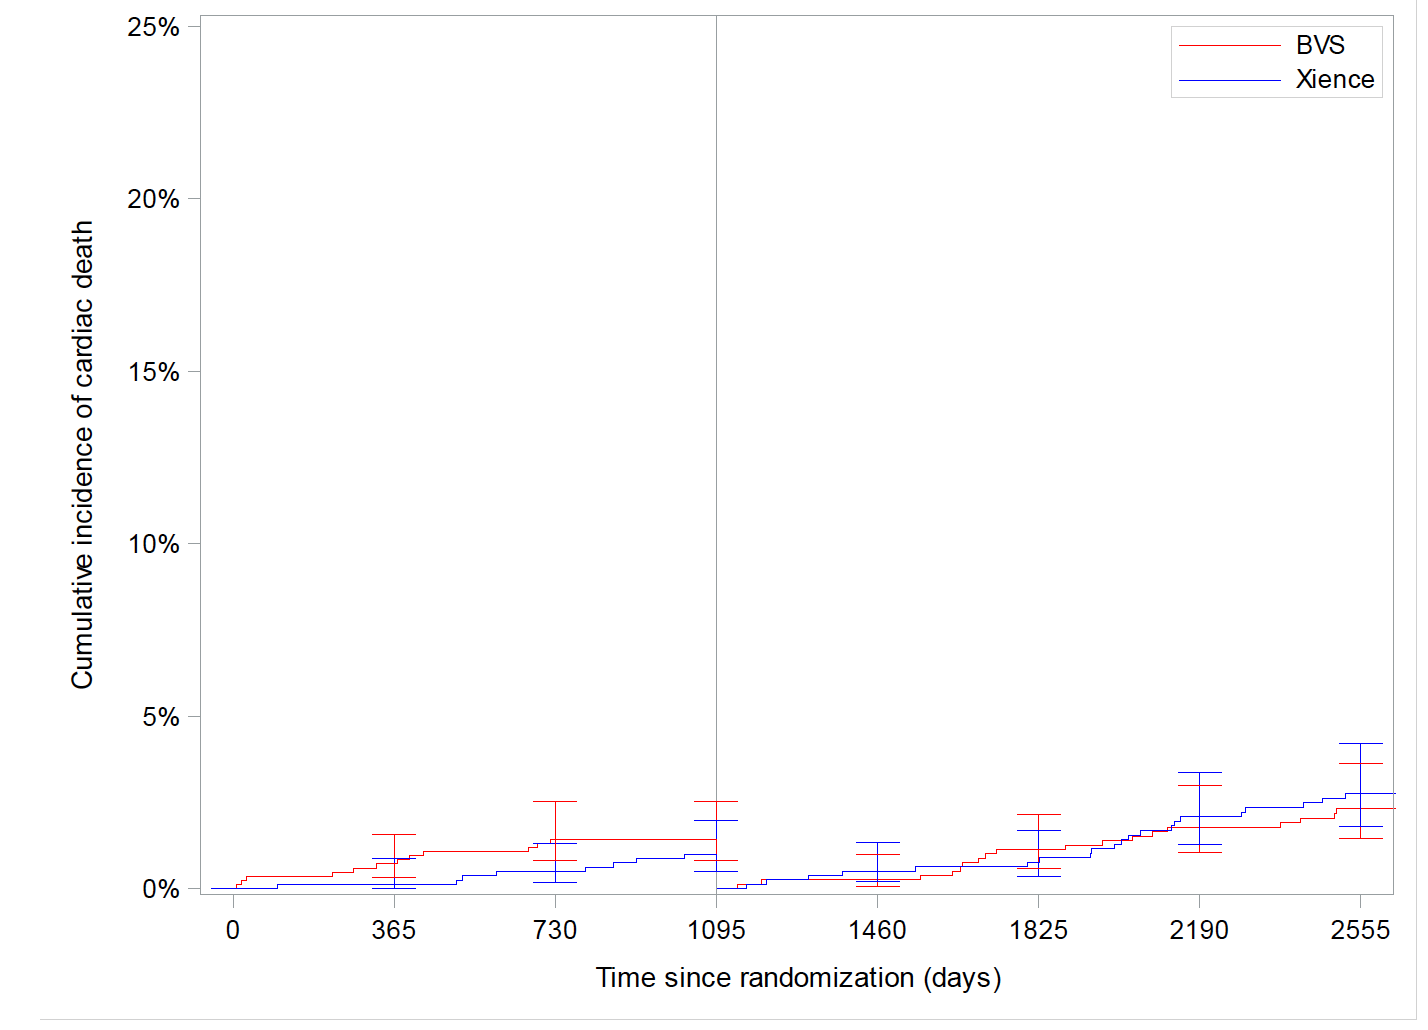 25%
20%
15%
10%
5%
0%
Cumulative incidence of cardiac death
BVS
Xience
0 365 730 1095 1460 1825 2190 2555
Time since randomization (days)